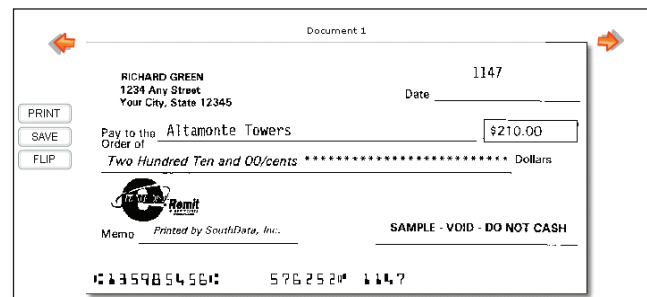 Document 1
RICHARD GREEN
1234 Any Street
Your City, State 12345
1147
Date
PRINT
SAVE
FLIP
Pay to the Order of Altamonte Towers $210.00
Two Hundred Ten and 00/cents **************************** Dollars
Remit
Memo Printed by SouthData, Inc. SAMPLE - VOID - DO NOT CASH
⑆135985456⑆ 5762520⑈ 1147